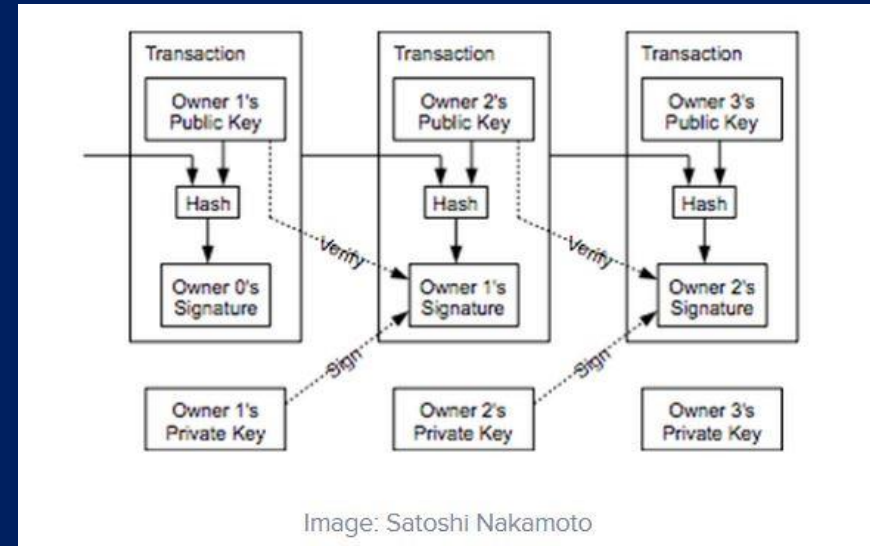 Transaction
Owner 1's
Public Key
Hash
Owner 0's
Signature
Transaction
Owner 2's
Public Key
Hash
Verify
Owner 1's
Signature
Transaction
Owner 3's
Public Key
Hash
Verify
Owner 2's
Signature
Sign
Sign
Owner 1's
Private Key
Owner 2's
Private Key
Owner 3's
Private Key
Image: Satoshi Nakamoto